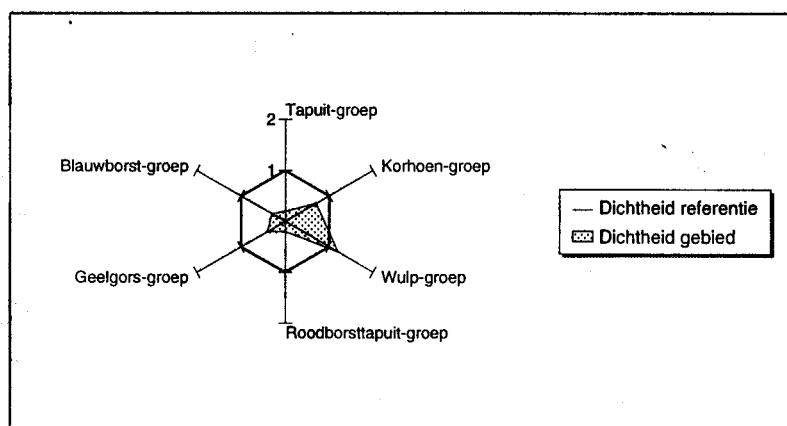 Tapuit-groep
2
Blauwborst-groep
1
Korhoen-groep
Dichtheid referentie
Dichtheid gebied
Geelgors-groep
Wulp-groep
Roodborsttapuit-groep